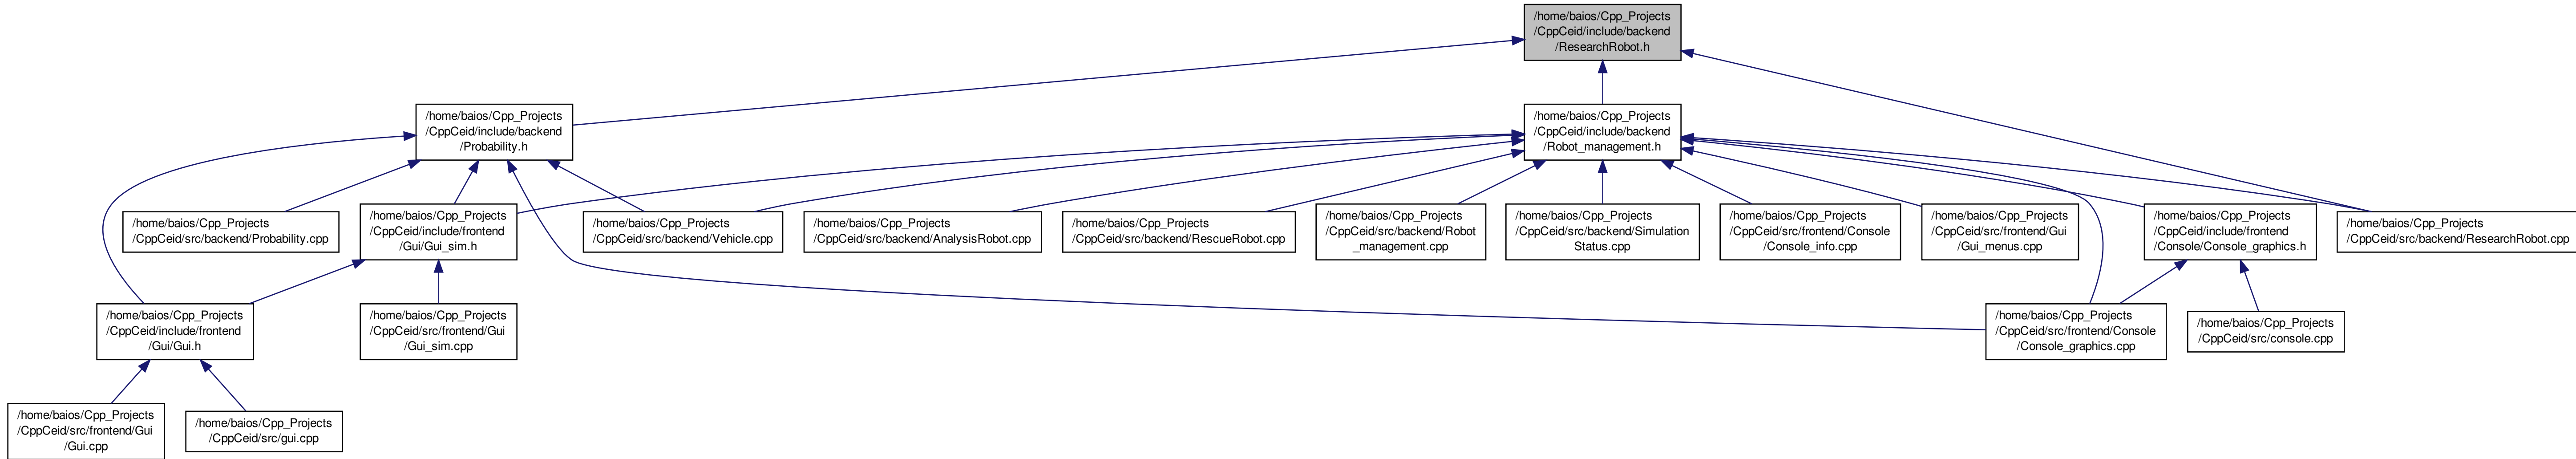 /home/baios/Cpp_Projects
/CppCeid/include/backend
/ResearchRobot.h
/home/baios/Cpp_Projects
/CppCeid/include/backend
/Probability.h
/home/baios/Cpp_Projects
/CppCeid/include/backend
/Robot_management.h
/home/baios/Cpp_Projects
/CppCeid/src/backend/Probability.cpp
/home/baios/Cpp_Projects
/CppCeid/include/frontend
/Gui/Gui_sim.h
/home/baios/Cpp_Projects
/CppCeid/src/backend/Vehicle.cpp
/home/baios/Cpp_Projects
/CppCeid/src/backend/AnalysisRobot.cpp
/home/baios/Cpp_Projects
/CppCeid/src/backend/RescueRobot.cpp
/home/baios/Cpp_Projects
/CppCeid/src/backend/Robot
_management.cpp
/home/baios/Cpp_Projects
/CppCeid/src/backend/Simulation
Status.cpp
/home/baios/Cpp_Projects
/CppCeid/src/frontend/Console
/Console_info.cpp
/home/baios/Cpp_Projects
/CppCeid/src/frontend/Gui
/Gui_menus.cpp
/home/baios/Cpp_Projects
/CppCeid/include/frontend
/Console/Console_graphics.h
/home/baios/Cpp_Projects
/CppCeid/src/backend/ResearchRobot.cpp
/home/baios/Cpp_Projects
/CppCeid/include/frontend
/Gui/Gui.h
/home/baios/Cpp_Projects
/CppCeid/src/frontend/Gui
/Gui_sim.cpp
/home/baios/Cpp_Projects
/CppCeid/src/frontend/Console
/Console_graphics.cpp
/home/baios/Cpp_Projects
/CppCeid/src/console.cpp
/home/baios/Cpp_Projects
/CppCeid/src/frontend/Gui
/Gui.cpp
/home/baios/Cpp_Projects
/CppCeid/src/gui.cpp